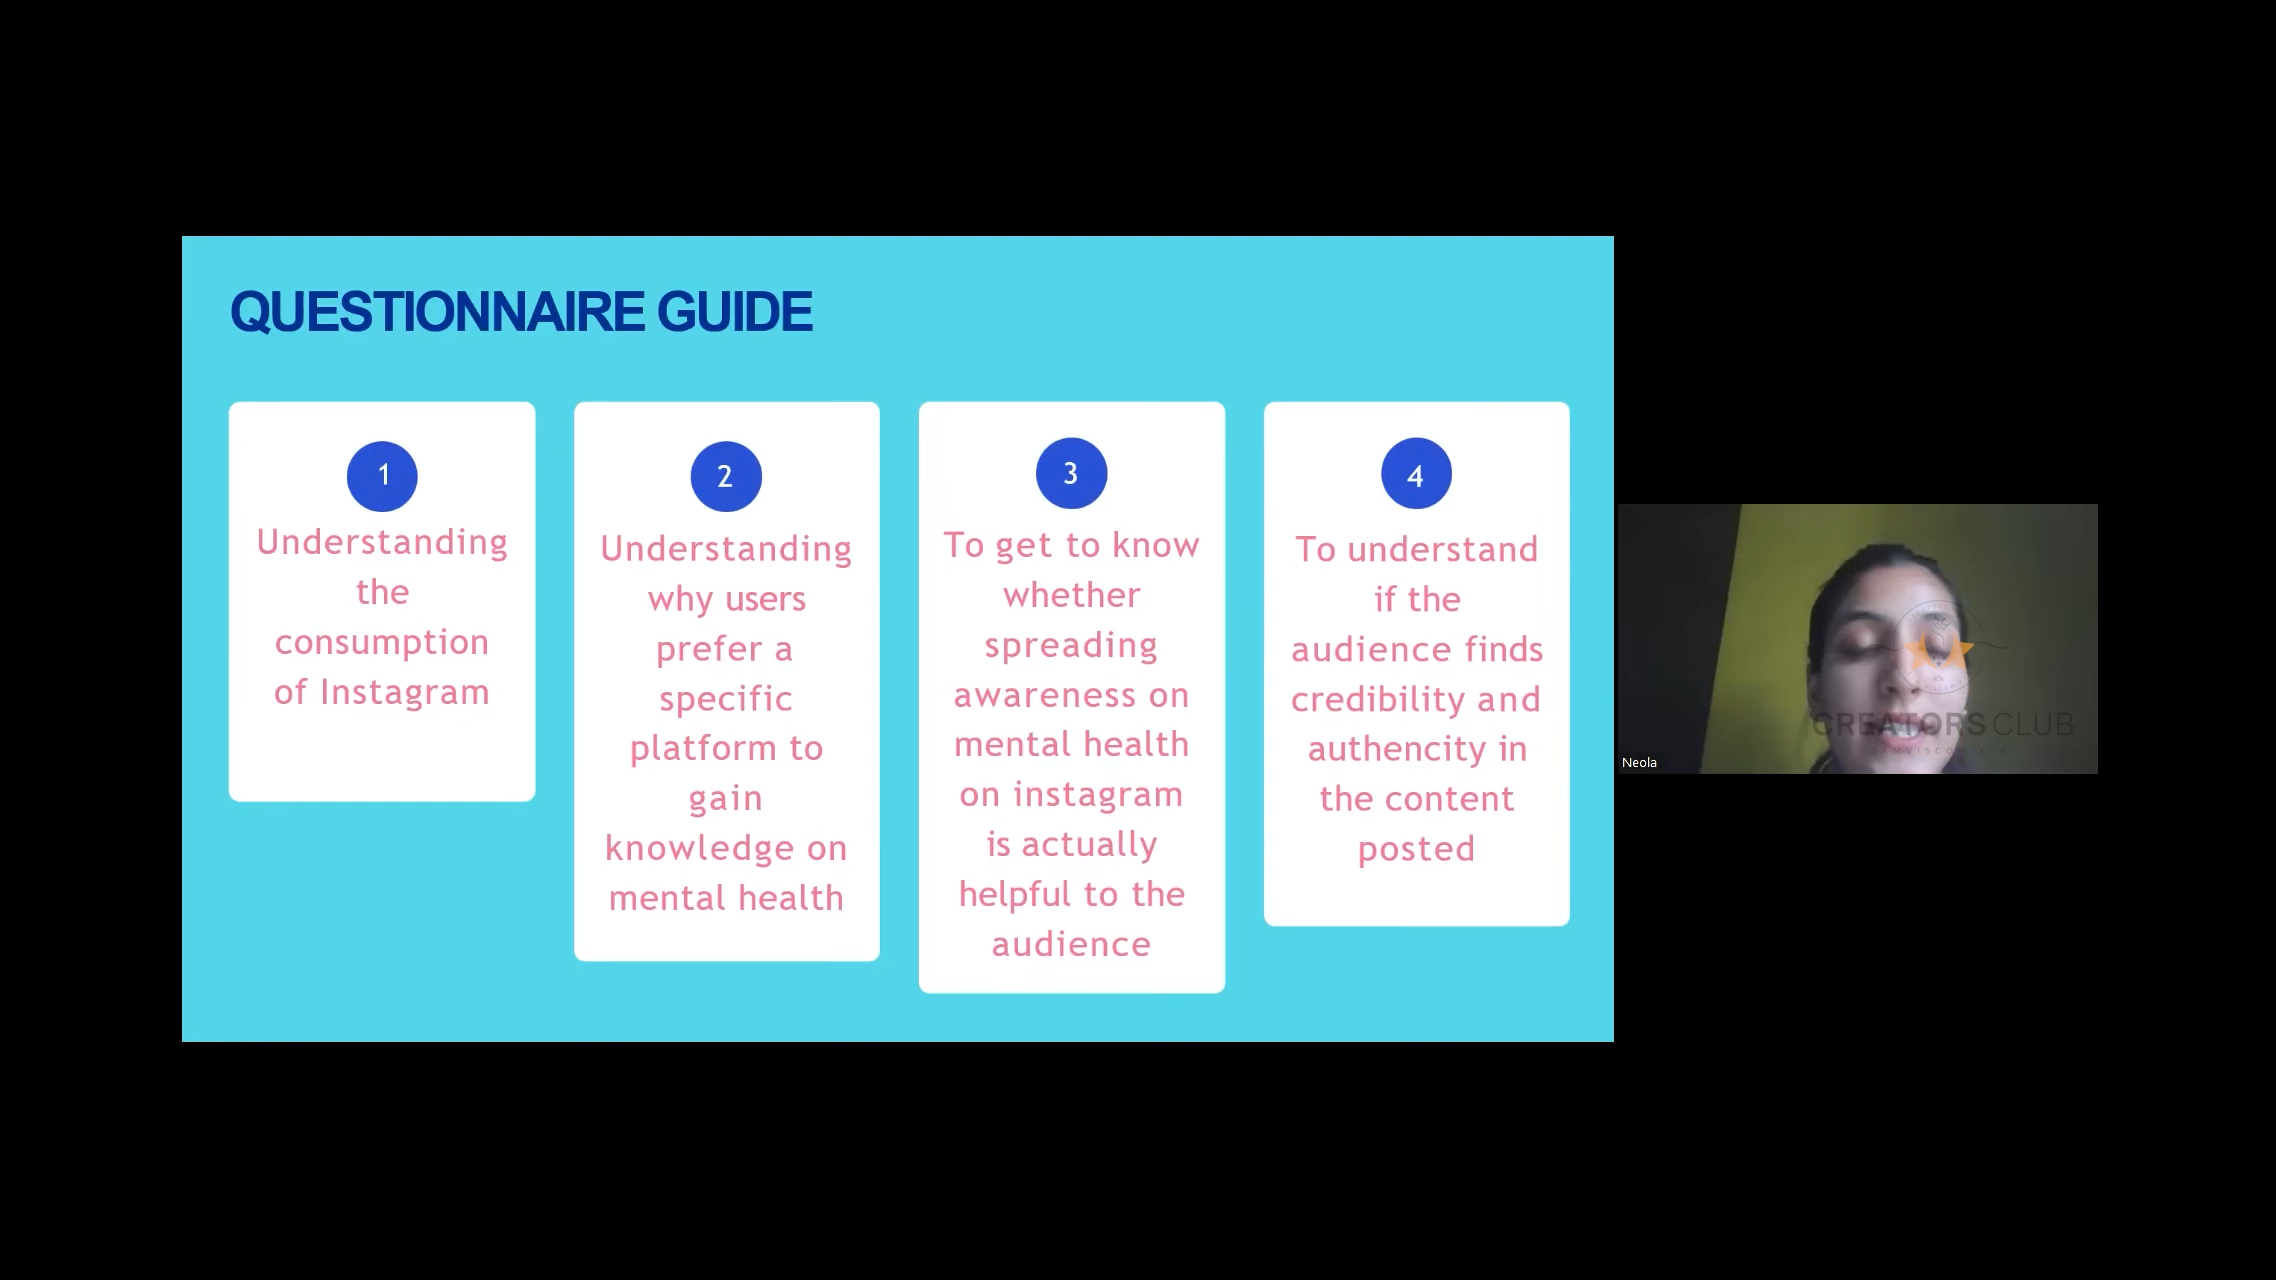 QUESTIONNAIRE GUIDE
1
Understanding
the
consumption
of Instagram
2
Understanding
why users
prefer a
specific
platform to
gain
knowledge on
mental health
3
To get to know
whether
spreading
awareness on
mental health
on instagram
is actually
helpful to the
audience
4
To understand
if the
audience finds
credibility and
authencity in
the content
posted
CREATORS CLUB
Neola